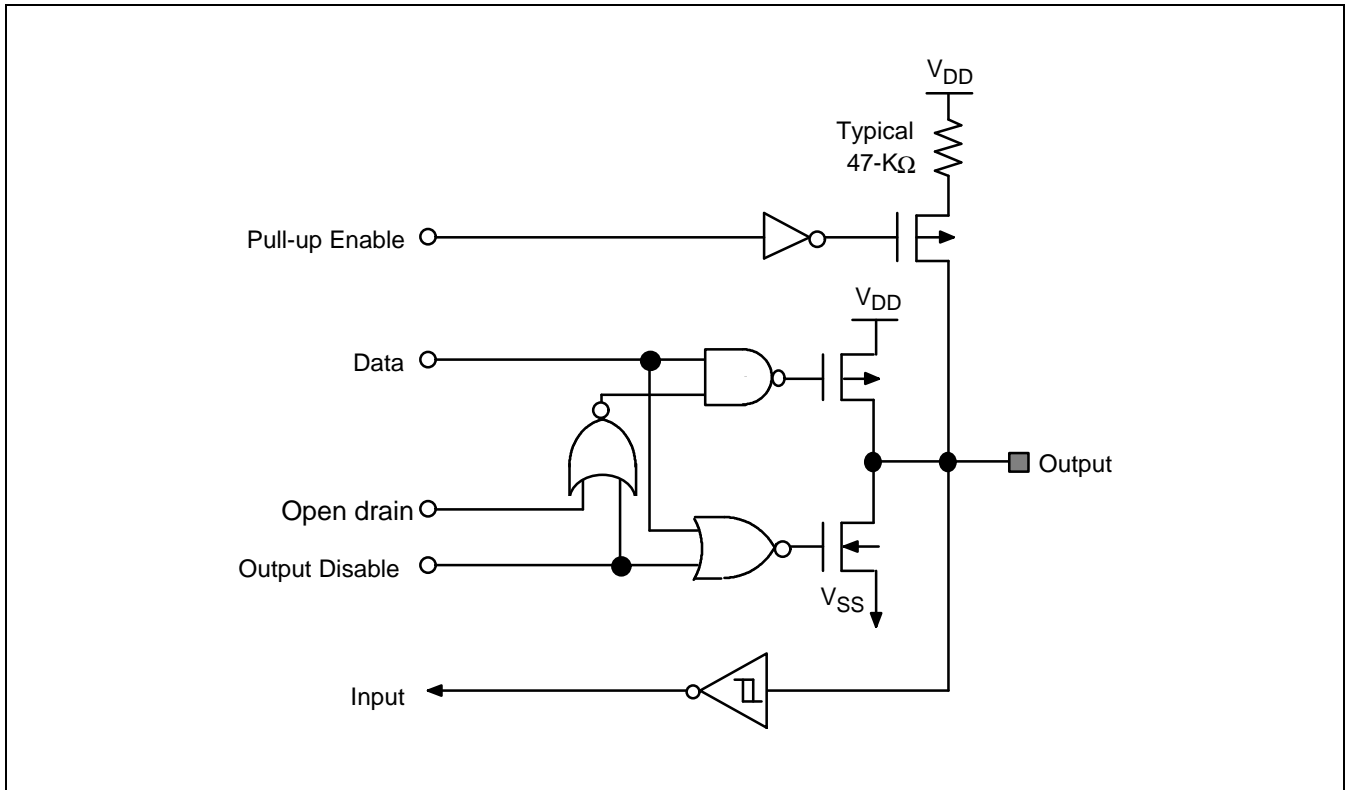 VDD
Typical
47-KΩ
Pull-up Enable
VDD
Data
Output
Open drain
Output Disable
VSS
Input